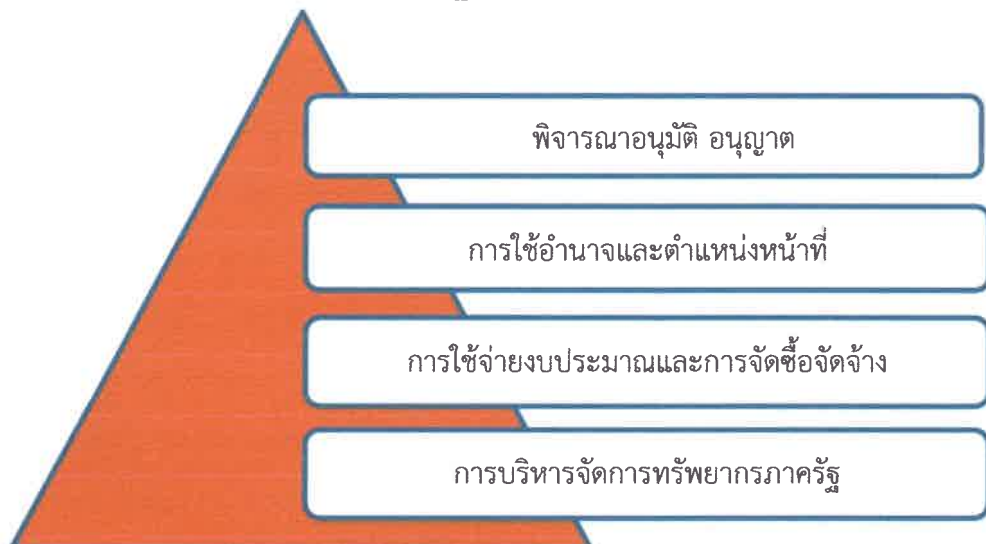 พิจารณาอนุมัติ อนุญาต
การใช้อำนาจและตำแหน่งหน้าที่
การใช้จ่ายงบประมาณและการจัดซื้อจัดจ้าง
การบริหารจัดการทรัพยากรภาครัฐ